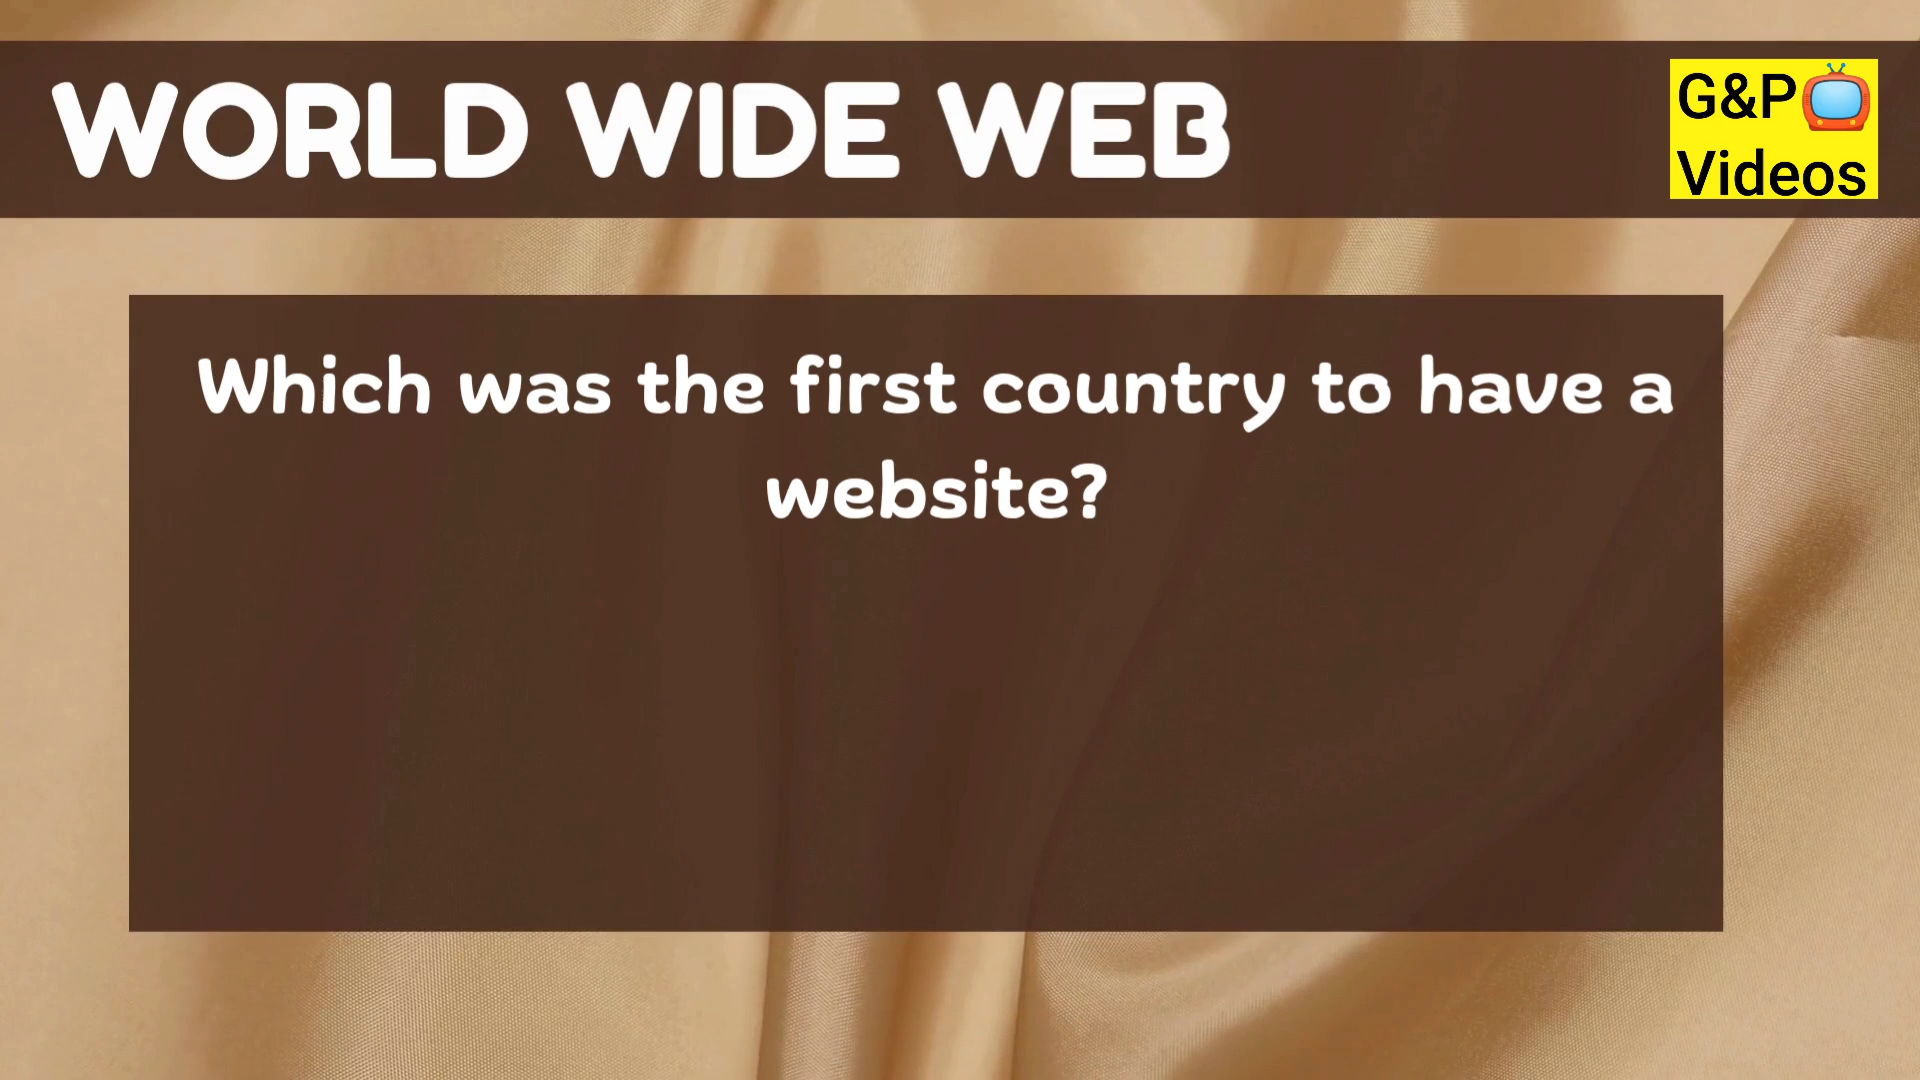 WORLD WIDE WEB
G&P
Videos
Which was the first country to have a
website?